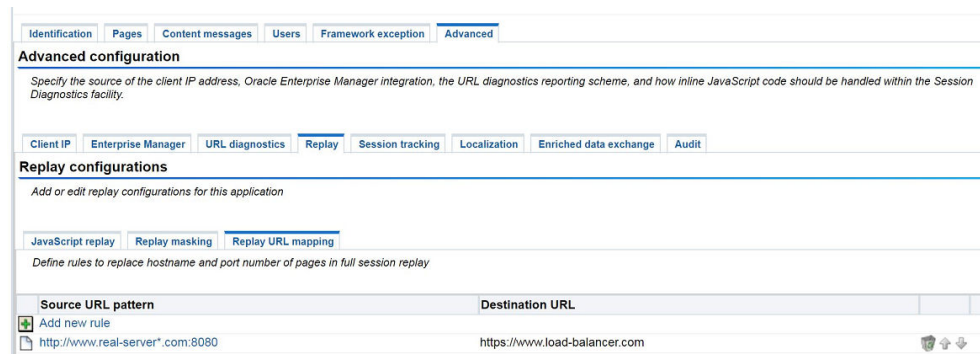 Identification Pages Content messages Users Framework exception Advanced
Advanced configuration
Specify the source of the client IP address, Oracle Enterprise Manager integration, the URL diagnostics reporting scheme, and how inline JavaScript code should be handled within the Session
Diagnostics facility.
Client IP Enterprise Manager URL diagnostics Replay Session tracking Localization Enriched data exchange Audit
Replay configurations
Add or edit replay configurations for this application
JavaScript replay Replay masking Replay URL mapping
Define rules to replace hostname and port number of pages in full session replay
Source URL pattern Destination URL
Add new rule
http://www.real-server*.com:8080 https://www.load-balancer.com